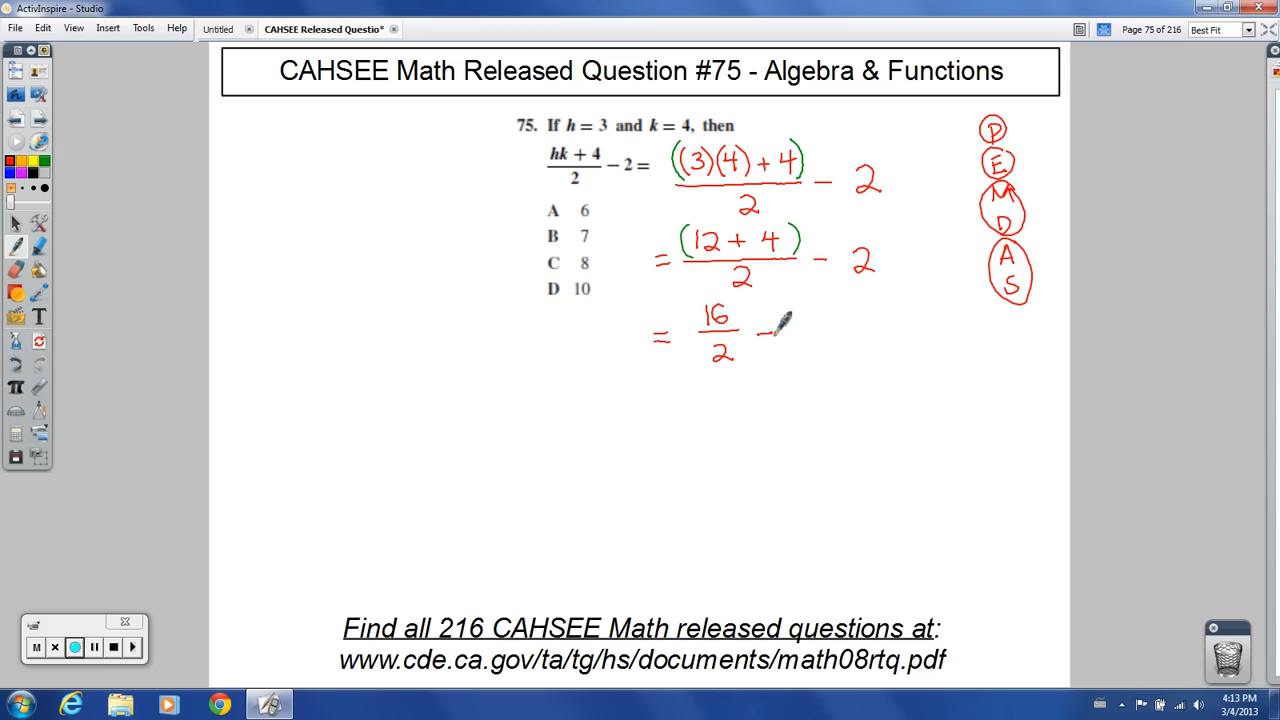 ActivInspire - Studio
File Edit View Insert Tools Help Untitled CAHSEE Released Questio* Page 75 of 216 Best Fit
CAHSEE Math Released Question #75 - Algebra & Functions
75. If h = 3 and k = 4, then
hk + 4 / 2 − 2 = ((3)(4) + 4) / 2 − 2
A 6
B 7
C 8
D 10
= (12 + 4) / 2 − 2
= 16 / 2 −
P
E
M
D
A
S
T
M
Find all 216 CAHSEE Math released questions at:
www.cde.ca.gov/ta/tg/hs/documents/math08rtq.pdf
4:13 PM
3/4/2013